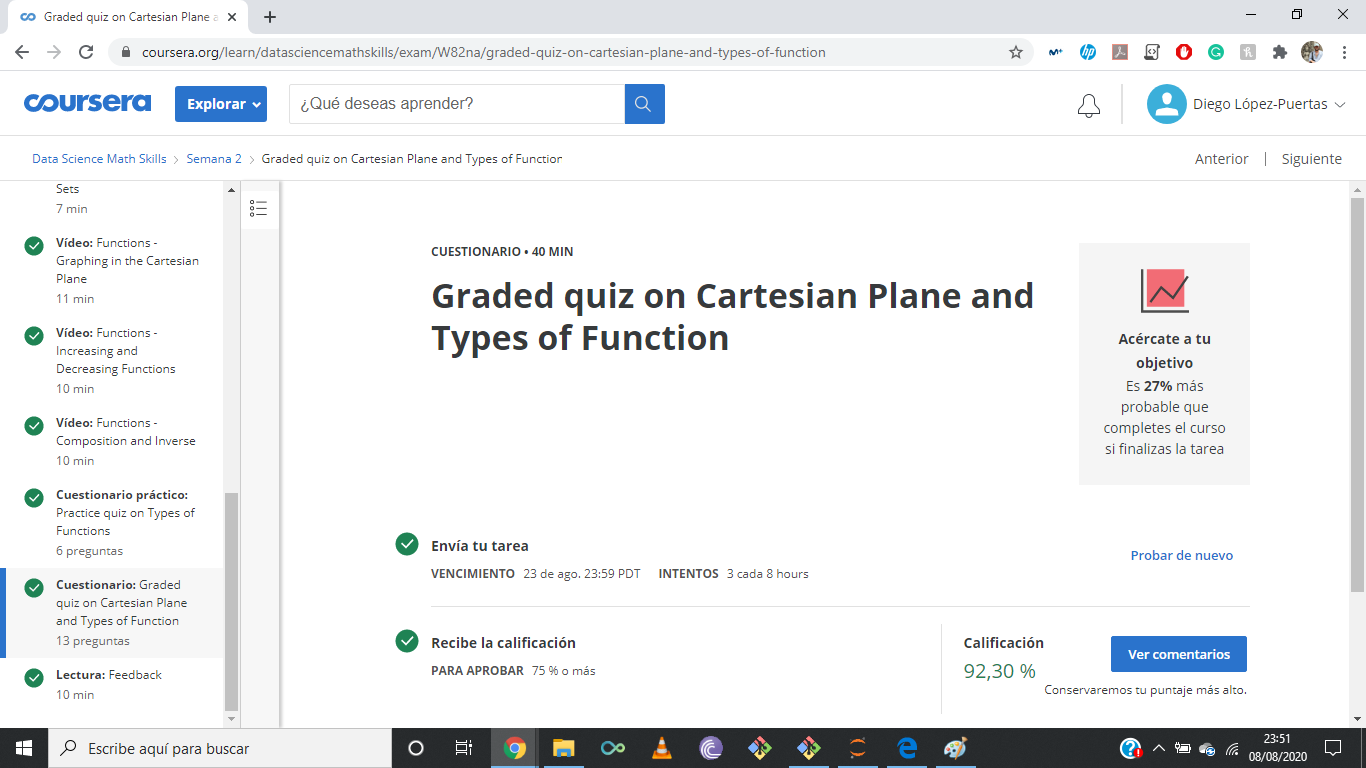 Graded quiz on Cartesian Plane a
coursera.org/learn/datasciencemathskills/exam/W82na/graded-quiz-on-cartesian-plane-and-types-of-function
coursera
Explorar
¿Qué deseas aprender?
Diego López-Puertas
Data Science Math Skills
Semana 2
Graded quiz on Cartesian Plane and Types of Function
Anterior | Siguiente
Sets
7 min
Vídeo: Functions -
Graphing in the Cartesian
Plane
11 min
Vídeo: Functions -
Increasing and
Decreasing Functions
10 min
Vídeo: Functions -
Composition and Inverse
10 min
Cuestionario práctico:
Practice quiz on Types of
Functions
6 preguntas
Cuestionario: Graded
quiz on Cartesian Plane
and Types of Function
13 preguntas
Lectura: Feedback
10 min
CUESTIONARIO • 40 MIN
Graded quiz on Cartesian Plane and
Types of Function
Acércate a tu
objetivo
Es 27% más
probable que
completes el curso
si finalizas la tarea
Envía tu tarea
VENCIMIENTO 23 de ago. 23:59 PDT INTENTOS 3 cada 8 hours
Probar de nuevo
Recibe la calificación
PARA APROBAR 75 % o más
Calificación
92,30 %
Ver comentarios
Conservaremos tu puntaje más alto.
Escribe aquí para buscar
23:51
08/08/2020